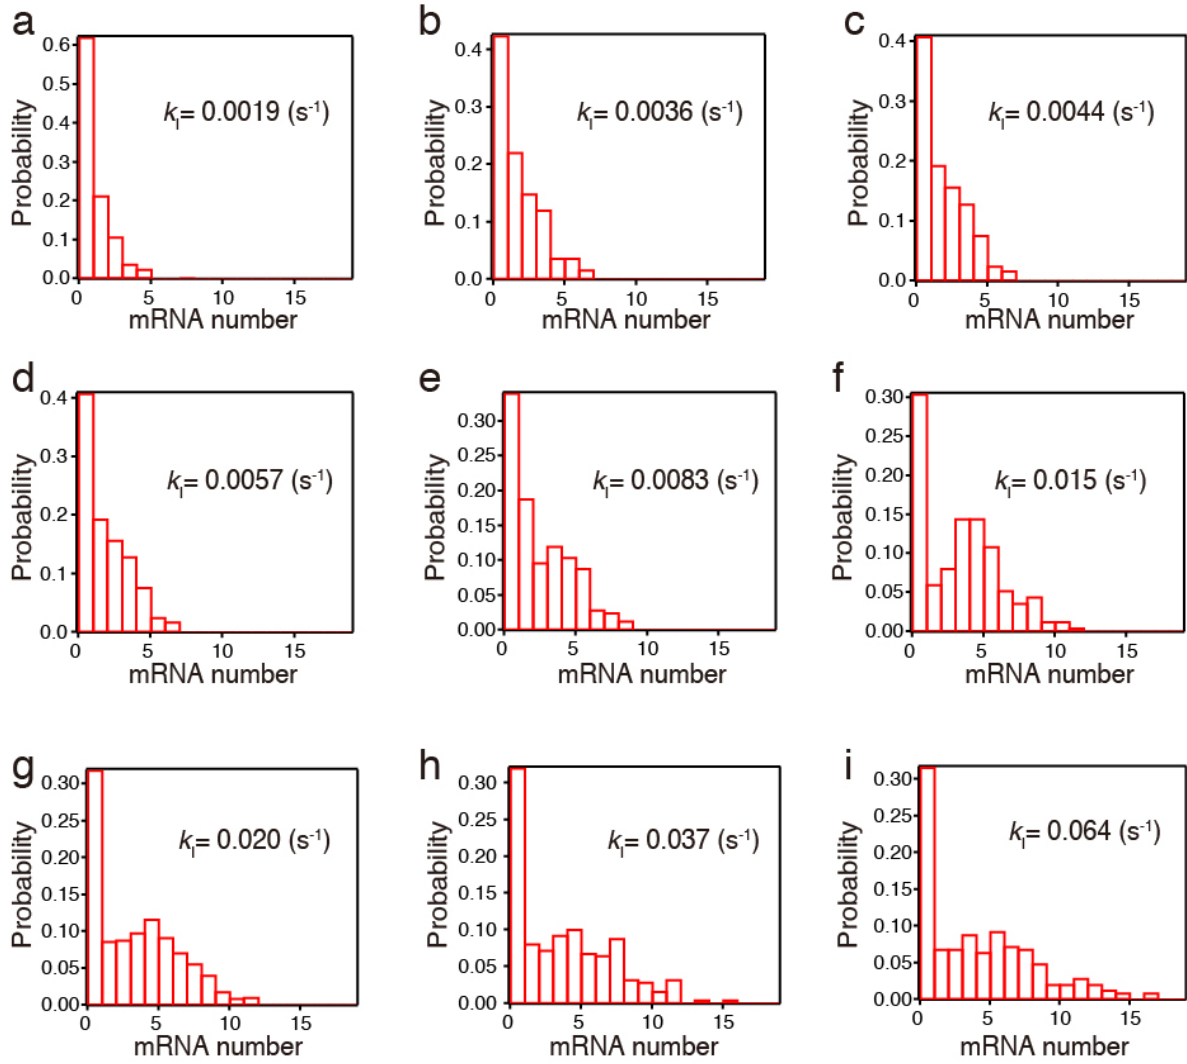 a
0.6
0.5
0.4
0.3
0.2
0.1
0.0
Probability
kI= 0.0019 (s-1)
0 5 10 15
mRNA number
b
0.4
0.3
0.2
0.1
0.0
Probability
kI= 0.0036 (s-1)
0 5 10 15
mRNA number
c
0.4
0.3
0.2
0.1
0.0
Probability
kI= 0.0044 (s-1)
0 5 10 15
mRNA number
d
0.4
0.3
0.2
0.1
0.0
Probability
kI= 0.0057 (s-1)
0 5 10 15
mRNA number
e
0.30
0.25
0.20
0.15
0.10
0.05
0.00
Probability
kI= 0.0083 (s-1)
0 5 10 15
mRNA number
f
0.30
0.25
0.20
0.15
0.10
0.05
0.00
Probability
kI= 0.015 (s-1)
0 5 10 15
mRNA number
g
0.30
0.25
0.20
0.15
0.10
0.05
0.00
Probability
kI= 0.020 (s-1)
0 5 10 15
mRNA number
h
0.30
0.25
0.20
0.15
0.10
0.05
0.00
Probability
kI= 0.037 (s-1)
0 5 10 15
mRNA number
i
0.30
0.25
0.20
0.15
0.10
0.05
0.00
Probability
kI= 0.064 (s-1)
0 5 10 15
mRNA number